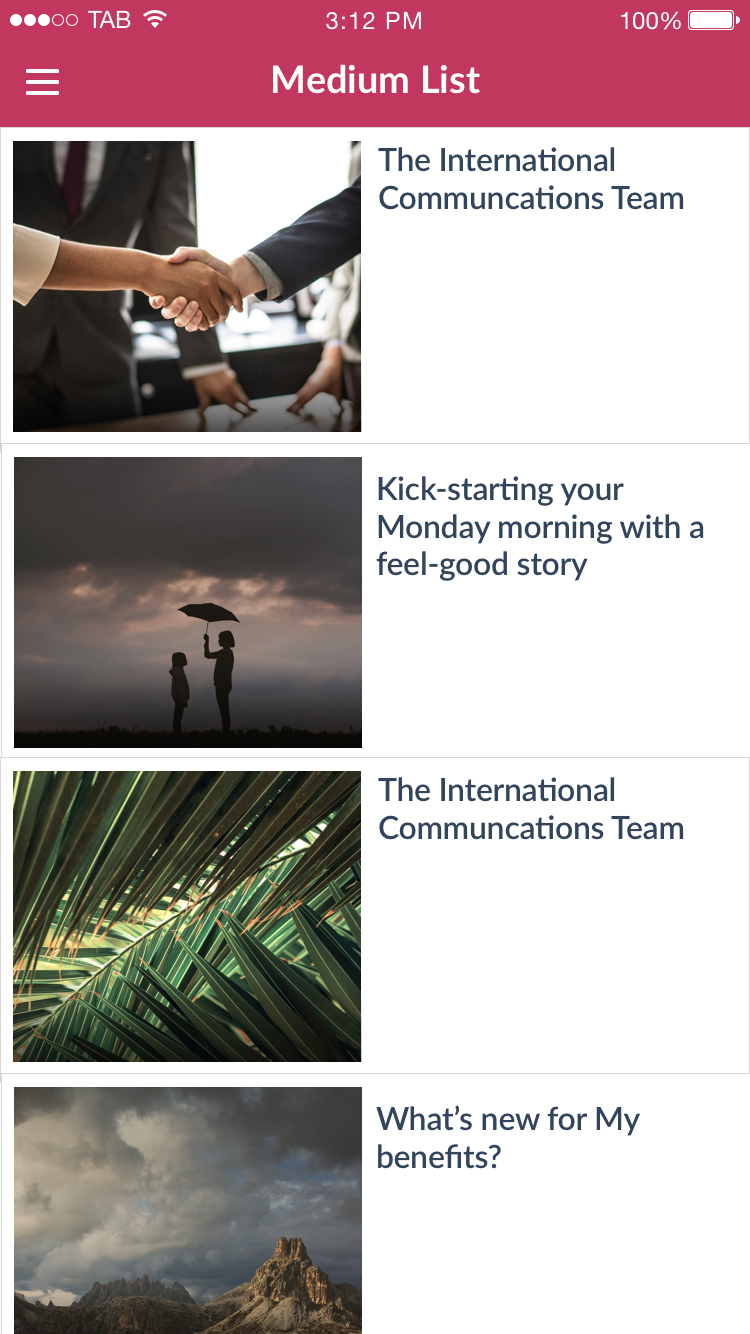 TAB 3:12 PM 100%
Medium List
The International
Communcations Team
Kick-starting your
Monday morning with a
feel-good story
The International
Communcations Team
What’s new for My
benefits?